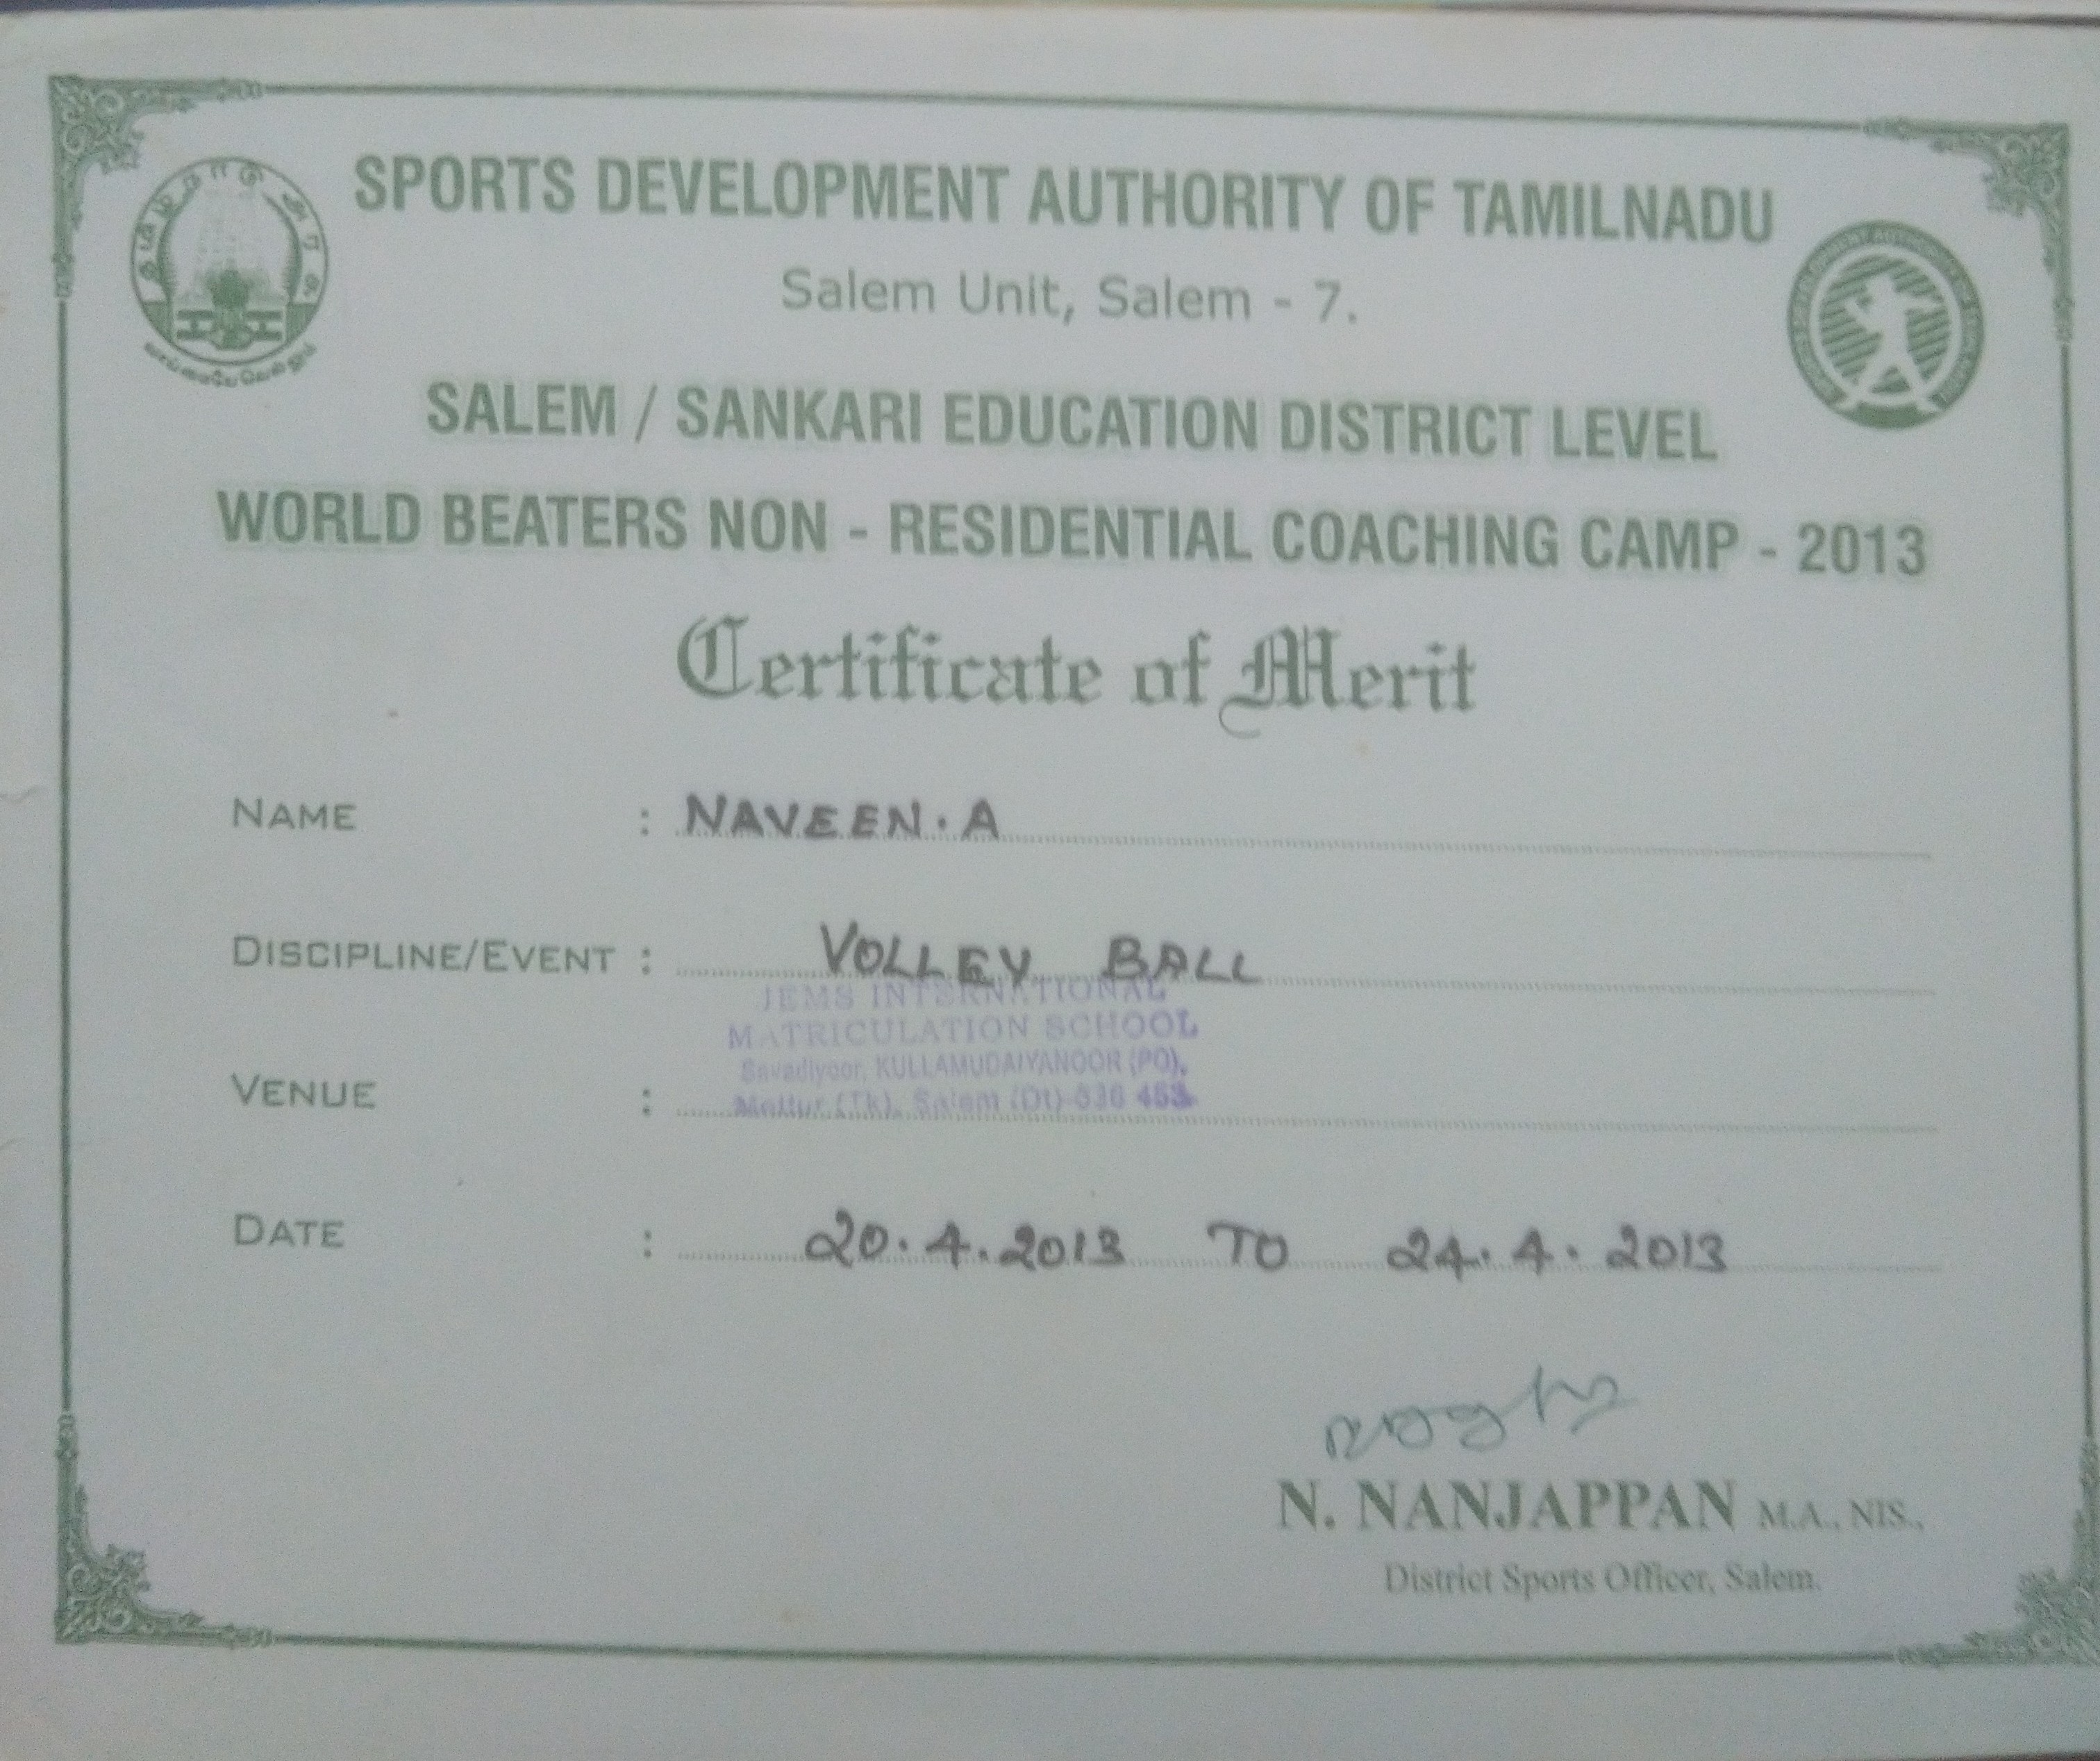 தமிழ்நாடு அரசு
வாய்மையே வெல்லும்
SPORTS DEVELOPMENT AUTHORITY OF TAMILNADU
Salem Unit, Salem - 7.
SALEM / SANKARI EDUCATION DISTRICT LEVEL
WORLD BEATERS NON - RESIDENTIAL COACHING CAMP - 2013
Certificate of Merit
NAME : NAVEEN. A
DISCIPLINE/EVENT : VOLLEY BALL
JEMS INTERNATIONAL
MATRICULATION SCHOOL
Savadiyoor, KULLAMUDAIYANOOR (PO),
VENUE : Mettur (Tk), Salem (Dt)-636 453
DATE : 20.4.2013 TO 24.4.2013
N. NANJAPPAN M.A., NIS.,
District Sports Officer, Salem.